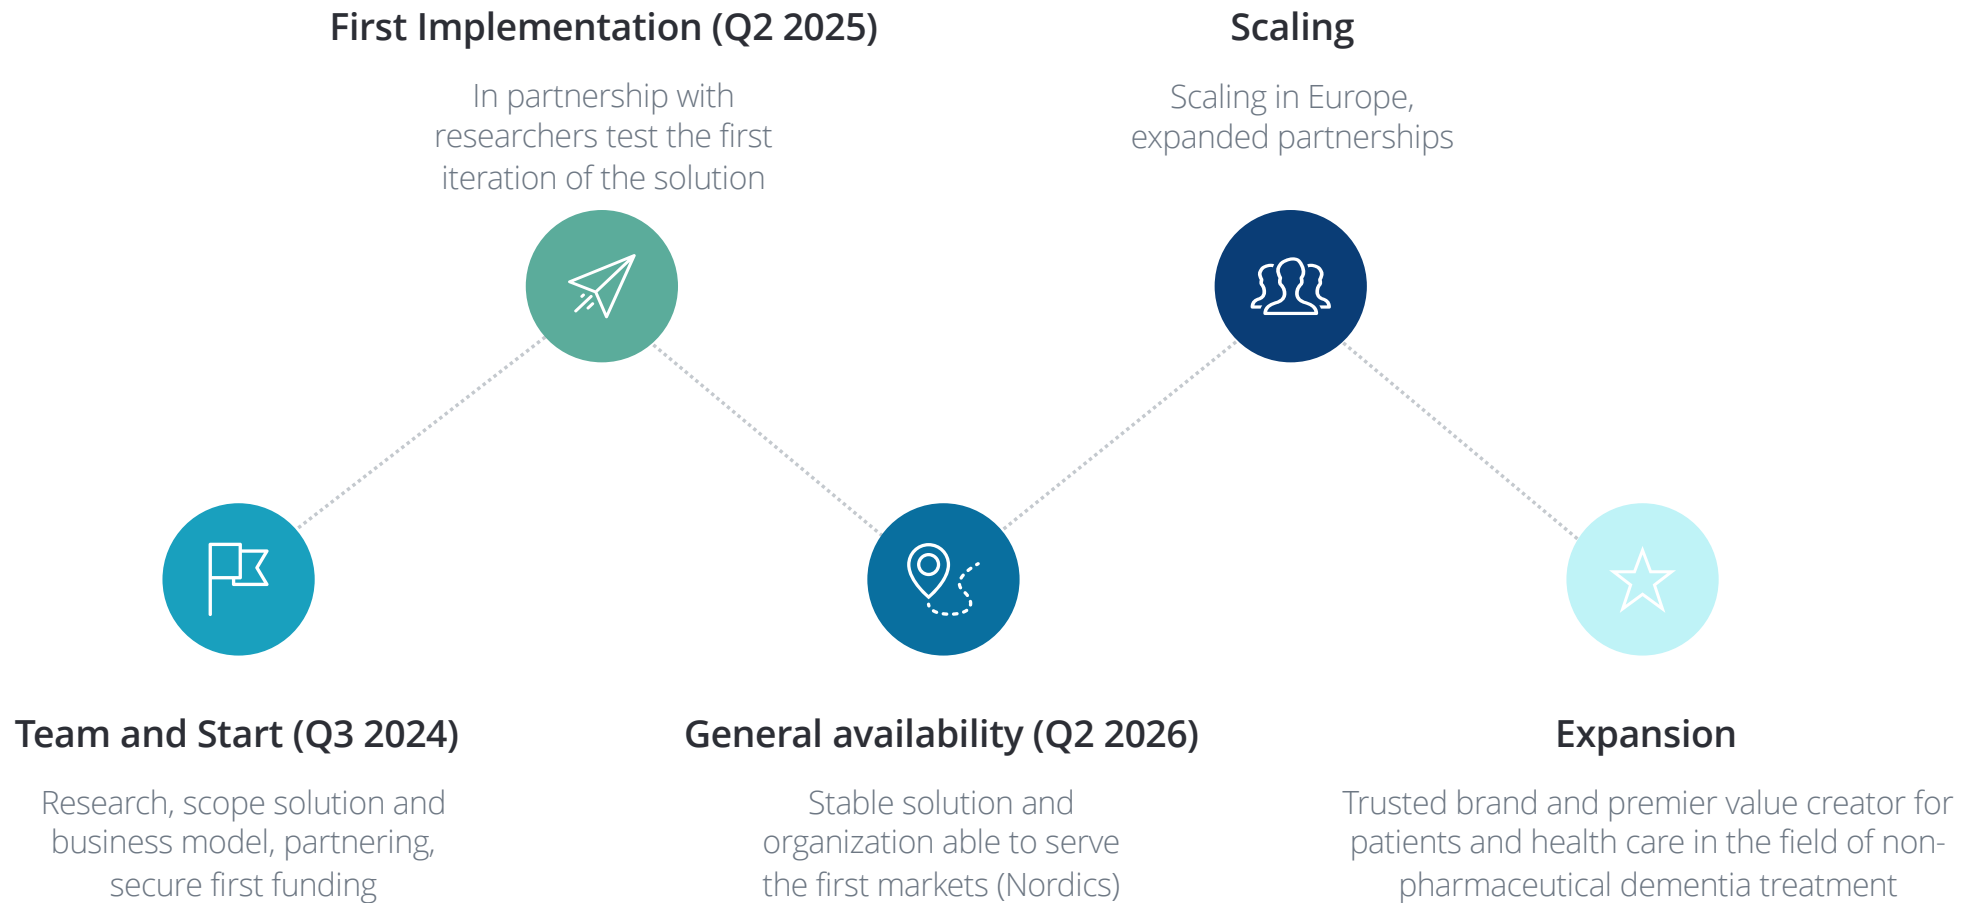 First Implementation (Q2 2025)
In partnership with
researchers test the first
iteration of the solution
Scaling
Scaling in Europe,
expanded partnerships
Team and Start (Q3 2024)
Research, scope solution and
business model, partnering,
secure first funding
General availability (Q2 2026)
Stable solution and
organization able to serve
the first markets (Nordics)
Expansion
Trusted brand and premier value creator for
patients and health care in the field of non-
pharmaceutical dementia treatment